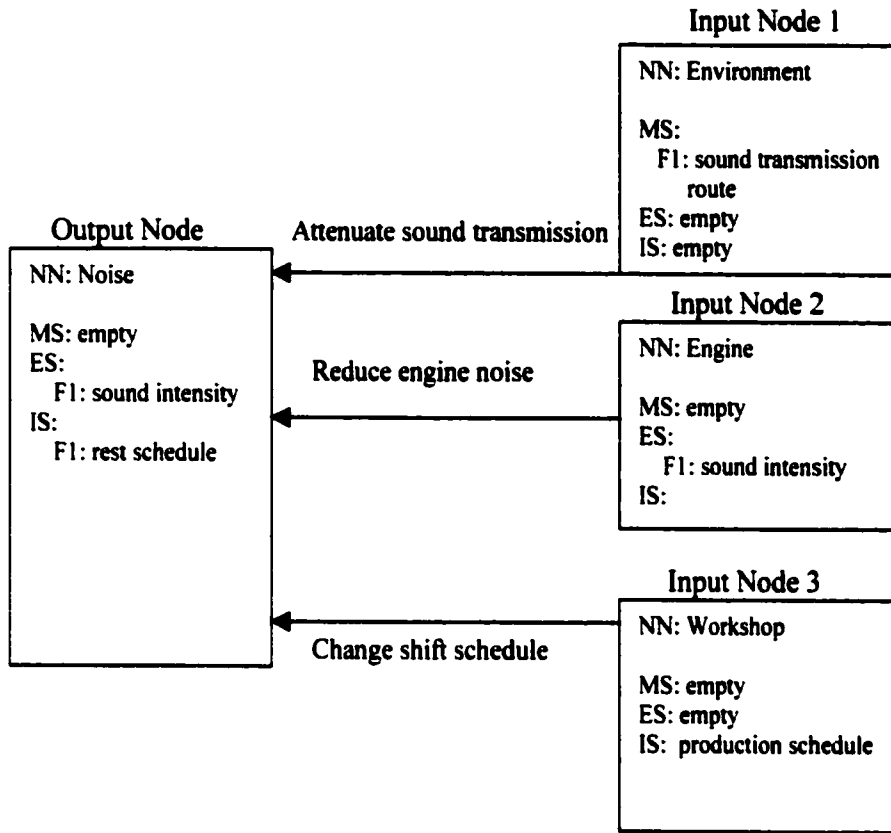 Input Node 1
NN: Environment
MS:
F1: sound transmission
route
ES: empty
IS: empty
Output Node
NN: Noise
MS: empty
ES:
F1: sound intensity
IS:
F1: rest schedule
Attenuate sound transmission
Reduce engine noise
Change shift schedule
Input Node 2
NN: Engine
MS: empty
ES:
F1: sound intensity
IS:
Input Node 3
NN: Workshop
MS: empty
ES: empty
IS: production schedule